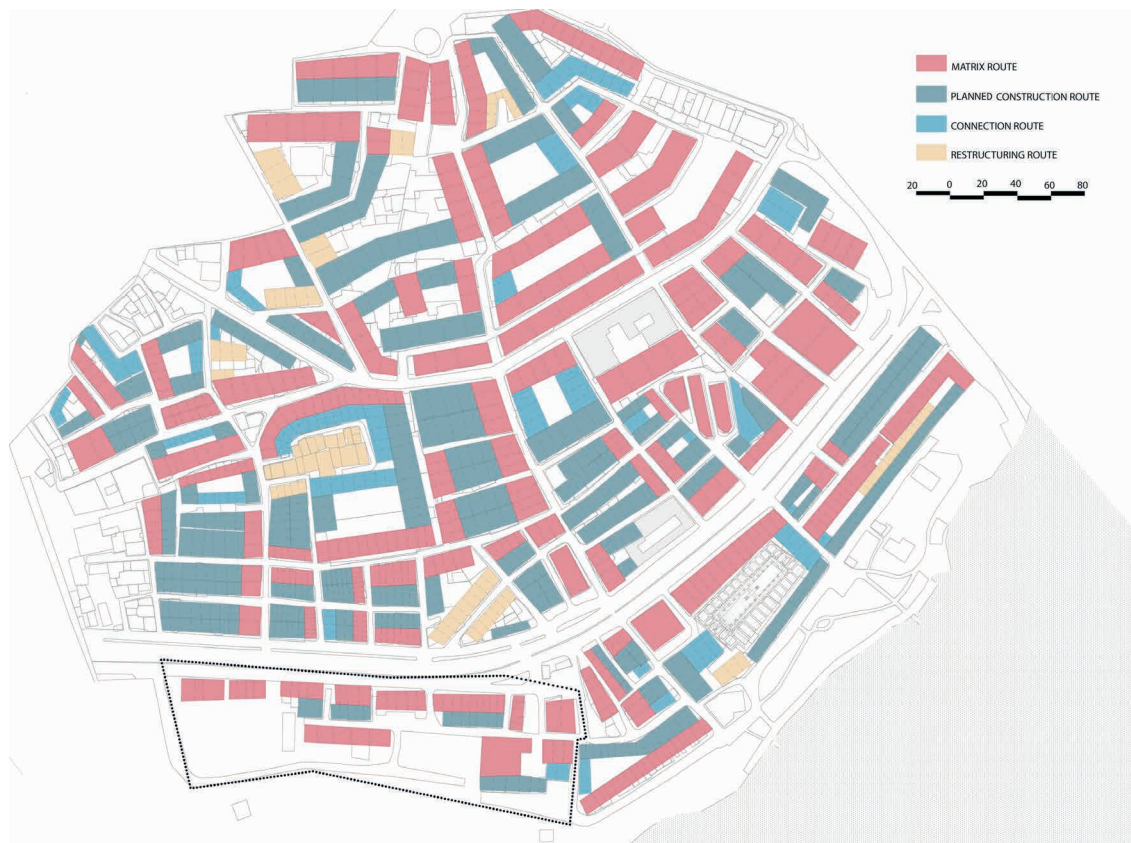 MATRIX ROUTE
PLANNED CONSTRUCTION ROUTE
CONNECTION ROUTE
RESTRUCTURING ROUTE
20 0 20 40 60 80